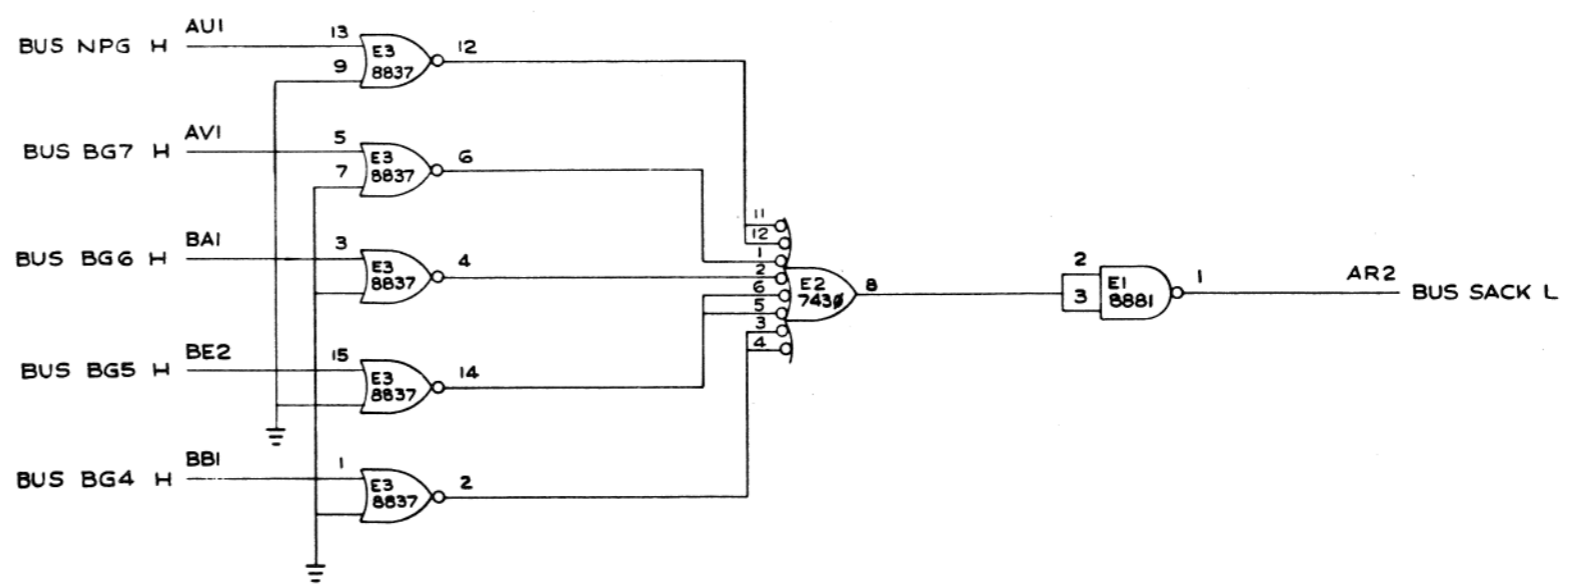 BUS NPG H AU1 13 E3 12
9 8837
BUS BG7 H AV1 5 E3 6
7 8837
BUS BG6 H BA1 3 E3 4
8837
BUS BG5 H BE2 15 E3 14
8837
BUS BG4 H BB1 1 E3 2
8837
11
12
1
2
6
5
3
4
E2 8
7430
2
3
E1 1
8881
AR2 BUS SACK L